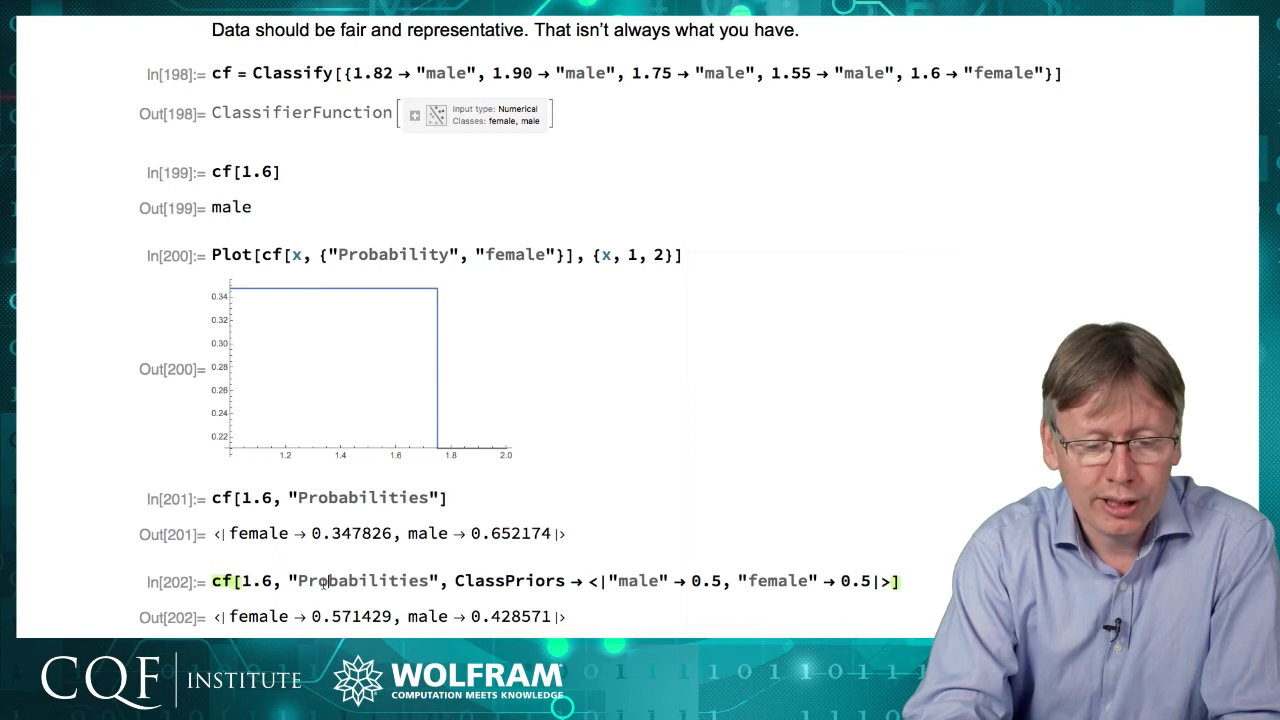 Data should be fair and representative. That isn't always what you have.
In[198]:= cf = Classify[{1.82 → "male", 1.90 → "male", 1.75 → "male", 1.55 → "male", 1.6 → "female"}]
Out[198]= ClassifierFunction[ Input type: Numerical
Classes: female, male ]
In[199]:= cf[1.6]
Out[199]= male
In[200]:= Plot[cf[x, {"Probability", "female"}], {x, 1, 2}]
0.34
0.32
0.30
0.28
Out[200]=
0.26
0.24
0.22
1.2 1.4 1.6 1.8 2.0
In[201]:= cf[1.6, "Probabilities"]
Out[201]= <| female → 0.347826, male → 0.652174 |>
In[202]:= cf[1.6, "Probabilities", ClassPriors → <|"male" → 0.5, "female" → 0.5|>]
Out[202]= <| female → 0.571429, male → 0.428571 |>
CQF INSTITUTE
WOLFRAM
COMPUTATION MEETS KNOWLEDGE